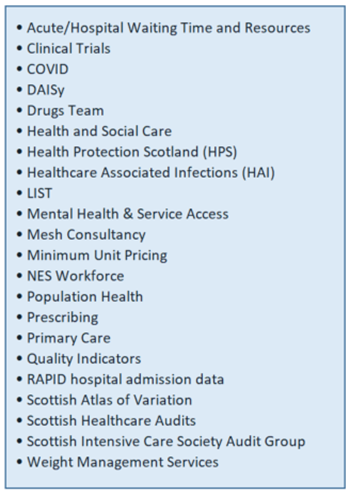 • Acute/Hospital Waiting Time and Resources
• Clinical Trials
• COVID
• DAISy
• Drugs Team
• Health and Social Care
• Health Protection Scotland (HPS)
• Healthcare Associated Infections (HAI)
• LIST
• Mental Health & Service Access
• Mesh Consultancy
• Minimum Unit Pricing
• NES Workforce
• Population Health
• Prescribing
• Primary Care
• Quality Indicators
• RAPID hospital admission data
• Scottish Atlas of Variation
• Scottish Healthcare Audits
• Scottish Intensive Care Society Audit Group
• Weight Management Services